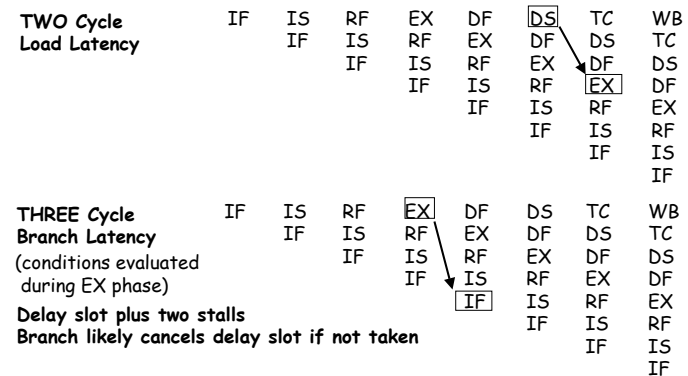 TWO Cycle IF IS RF EX DF DS TC WB
Load Latency IF IS RF EX DF DS TC
IF IS RF EX DF DS
IF IS RF EX DF
IF IS RF EX
IF IS RF
IF IS
IF
THREE Cycle IF IS RF EX DF DS TC WB
Branch Latency IF IS RF EX DF DS TC
(conditions evaluated IF IS RF EX DF DS
during EX phase) IF IS RF EX DF
Delay slot plus two stalls IF IS RF EX
Branch likely cancels delay slot if not taken IF IS RF
IF IS
IF